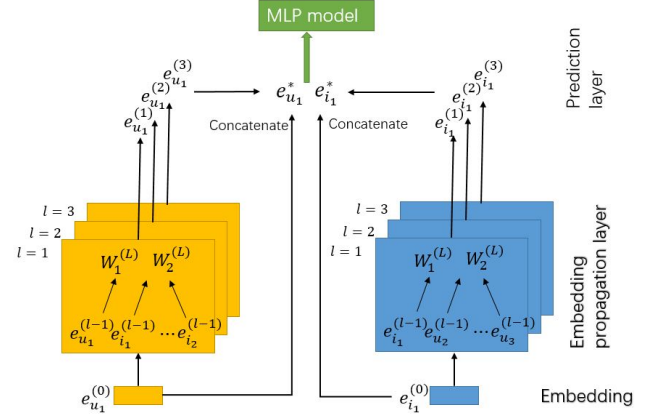 MLP model
e_{u_1}^{(3)}
e_{u_1}^{(2)}
e_{u_1}^{(1)}
e_{u_1}^{*} e_{i_1}^{*}
Concatenate Concatenate
e_{i_1}^{(3)}
e_{i_1}^{(2)}
e_{i_1}^{(1)}
Prediction
layer
l = 3
l = 2
l = 1
W_1^{(L)} W_2^{(L)}
e_{u_1}^{(l-1)} e_{i_1}^{(l-1)} ⋯ e_{i_2}^{(l-1)}
l = 3
l = 2
l = 1
W_1^{(L)} W_2^{(L)}
e_{i_1}^{(l-1)} e_{u_2}^{(l-1)} ⋯ e_{u_3}^{(l-1)}
Embedding
propagation layer
e_{u_1}^{(0)}
e_{i_1}^{(0)}
Embedding